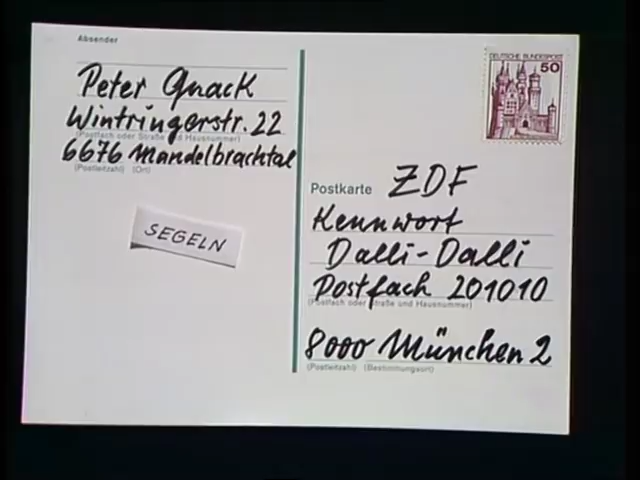 Absender
Peter Quack
Wintringerstr. 22
(Postfach oder Straße und Hausnummer)
6676 Mandelbrachtal
(Postleitzahl) (Ort)
SEGELN
DEUTSCHE BUNDESPOST
50
Postkarte ZDF
Kennwort
Dalli-Dalli
Postfach 201010
(Postfach oder Straße und Hausnummer)
8000 München 2
(Postleitzahl) (Bestimmungsort)